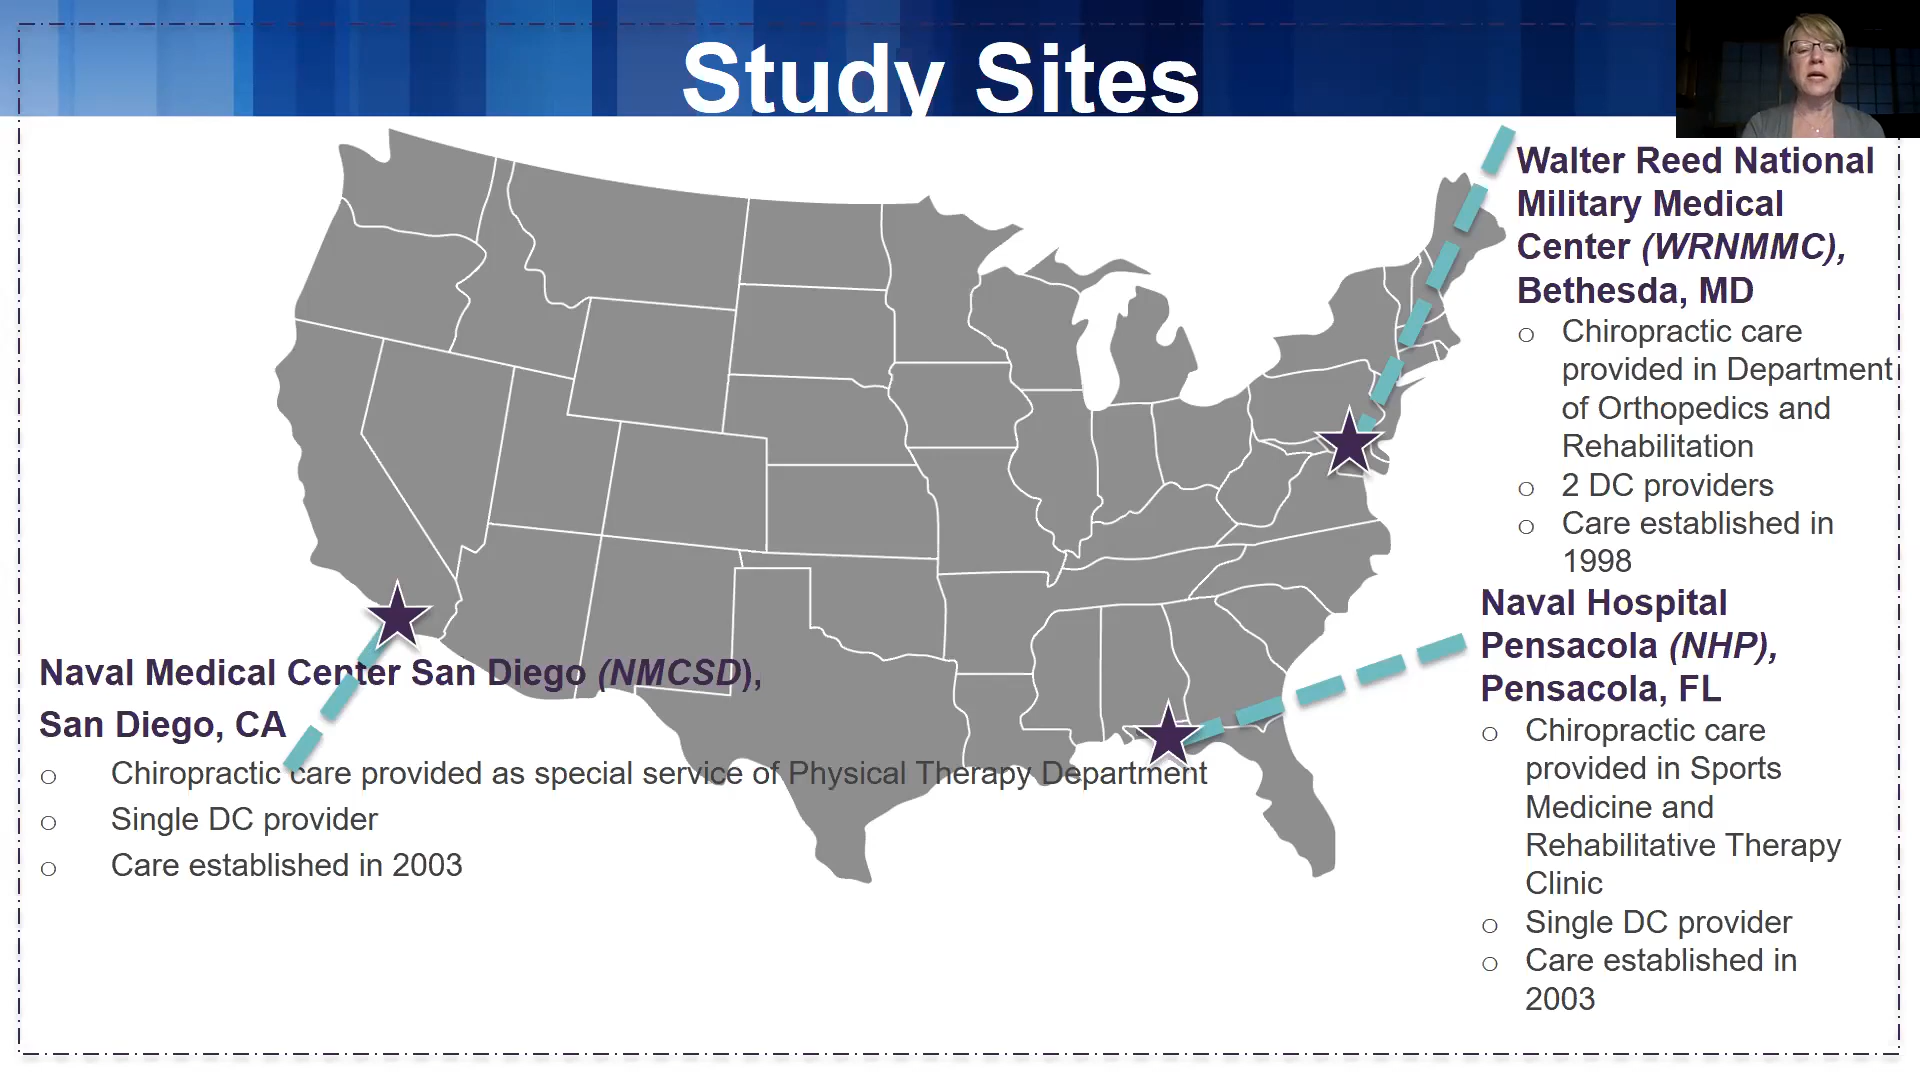 Study Sites
Walter Reed National
Military Medical
Center (WRNMMC),
Bethesda, MD
o Chiropractic care
provided in Department
of Orthopedics and
Rehabilitation
o 2 DC providers
o Care established in
1998
Naval Hospital
Pensacola (NHP),
Pensacola, FL
o Chiropractic care
provided in Sports
Medicine and
Rehabilitative Therapy
Clinic
o Single DC provider
o Care established in
2003
Naval Medical Center San Diego (NMCSD),
San Diego, CA
o Chiropractic care provided as special service of Physical Therapy Department
o Single DC provider
o Care established in 2003